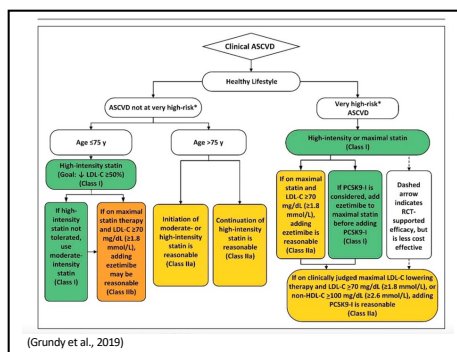 Clinical ASCVD
Healthy Lifestyle
ASCVD not at very high-risk*
Very high-risk*
ASCVD
Age ≤75 y
Age >75 y
High-intensity or maximal statin
(Class I)
High-intensity statin
(Goal: ↓ LDL-C ≥50%)
(Class I)
If high-
intensity
statin not
tolerated,
use
moderate-
intensity
statin
(Class I)
If on maximal
statin therapy
and LDL-C ≥70
mg/dL (≥1.8
mmol/L),
adding
ezetimibe may
be reasonable
(Class IIb)
Initiation of
moderate- or
high-intensity
statin is
reasonable
(Class IIa)
Continuation of
high-intensity
statin is
reasonable
(Class IIa)
If on maximal
statin and
LDL-C ≥70
mg/dL (≥1.8
mmol/L),
adding
ezetimibe is
reasonable
(Class IIa)
If PCSK9-I is
considered, add
ezetimibe to
maximal statin
before adding
PCSK9-I
(Class I)
Dashed
arrow
indicates
RCT-
supported
efficacy, but
is less cost
effective
If on clinically judged maximal LDL-C lowering
therapy and LDL-C ≥70 mg/dL (≥1.8 mmol/L), or
non-HDL-C ≥100 mg/dL (≥2.6 mmol/L), adding
PCSK9-I is reasonable
(Class IIa)
(Grundy et al., 2019)